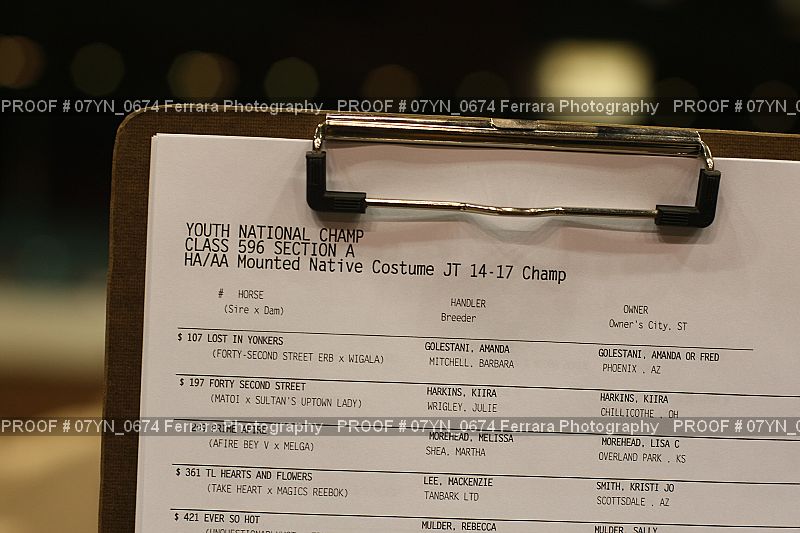 PROOF # 07YN_0674 Ferrara Photography PROOF # 07YN_0674 Ferrara Photography PROOF # 07YN_0674
YOUTH NATIONAL CHAMP
CLASS 596 SECTION A
HA/AA Mounted Native Costume JT 14-17 Champ
# HORSE HANDLER OWNER
(Sire x Dam) Breeder Owner's City, ST
$ 107 LOST IN YONKERS GOLESTANI, AMANDA GOLESTANI, AMANDA OR FRED
(FORTY-SECOND STREET ERB x WIGALA) MITCHELL, BARBARA PHOENIX , AZ
$ 197 FORTY SECOND STREET HARKINS, KIIRA HARKINS, KIIRA
(MATOI x SULTAN'S UPTOWN LADY) WRIGLEY, JULIE CHILLICOTHE , OH
PROOF # 07YN_0674 Ferrara Photography PROOF # 07YN_0674 Ferrara Photography PROOF # 07YN_0674
MOREHEAD, MELISSA MOREHEAD, LISA C
(AFIRE BEY V x MELGA) SHEA, MARTHA OVERLAND PARK , KS
$ 361 TL HEARTS AND FLOWERS LEE, MACKENZIE SMITH, KRISTI JO
(TAKE HEART x MAGICS REEBOK) TANBARK LTD SCOTTSDALE , AZ
$ 421 EVER SO HOT MULDER, REBECCA MULDER, SALLY